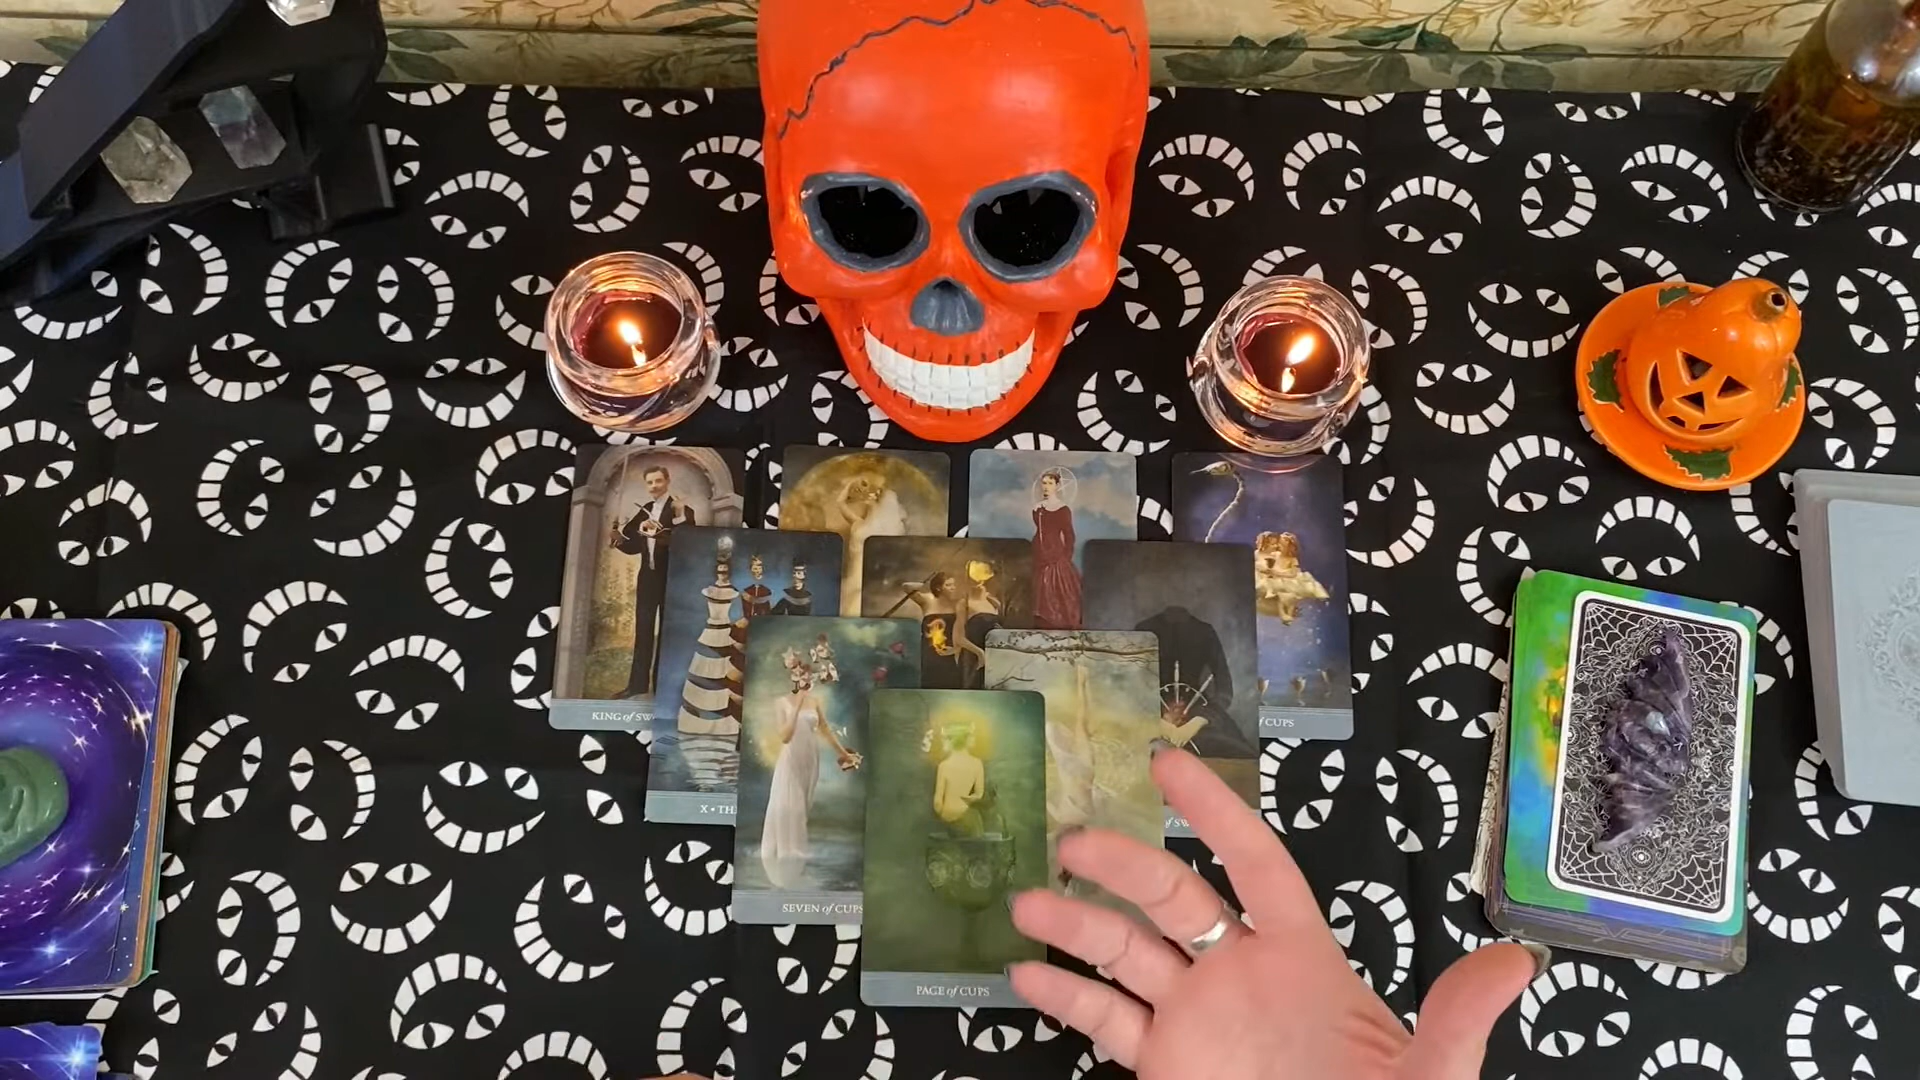 KING of SW
of CUPS
X • TH
of SW
SEVEN of CUPS
PAGE of CUPS